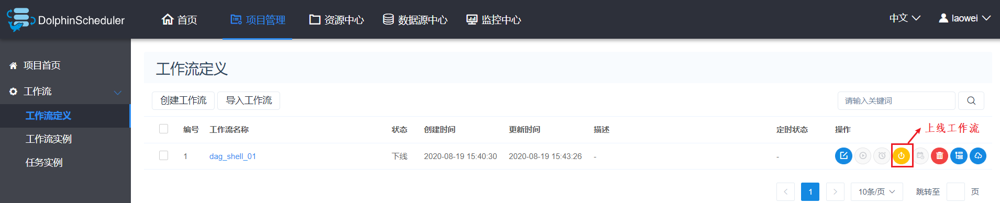 DolphinScheduler 首页 项目管理 资源中心 数据源中心 监控中心 中文 laowei
项目首页
工作流
工作流定义
工作流实例
任务实例
工作流定义
创建工作流 导入工作流 请输入关键词
编号 工作流名称 状态 创建时间 更新时间 描述 定时状态 操作 上线工作流
1 dag_shell_01 下线 2020-08-19 15:40:30 2020-08-19 15:43:26 - -
1 10条/页 跳转至 页